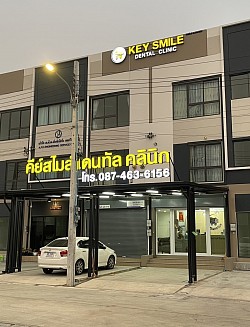 KEY SMILE
DENTAL CLINIC
คีย์สไมล์ เดนทัล คลินิก
โทร. 087-463-6156